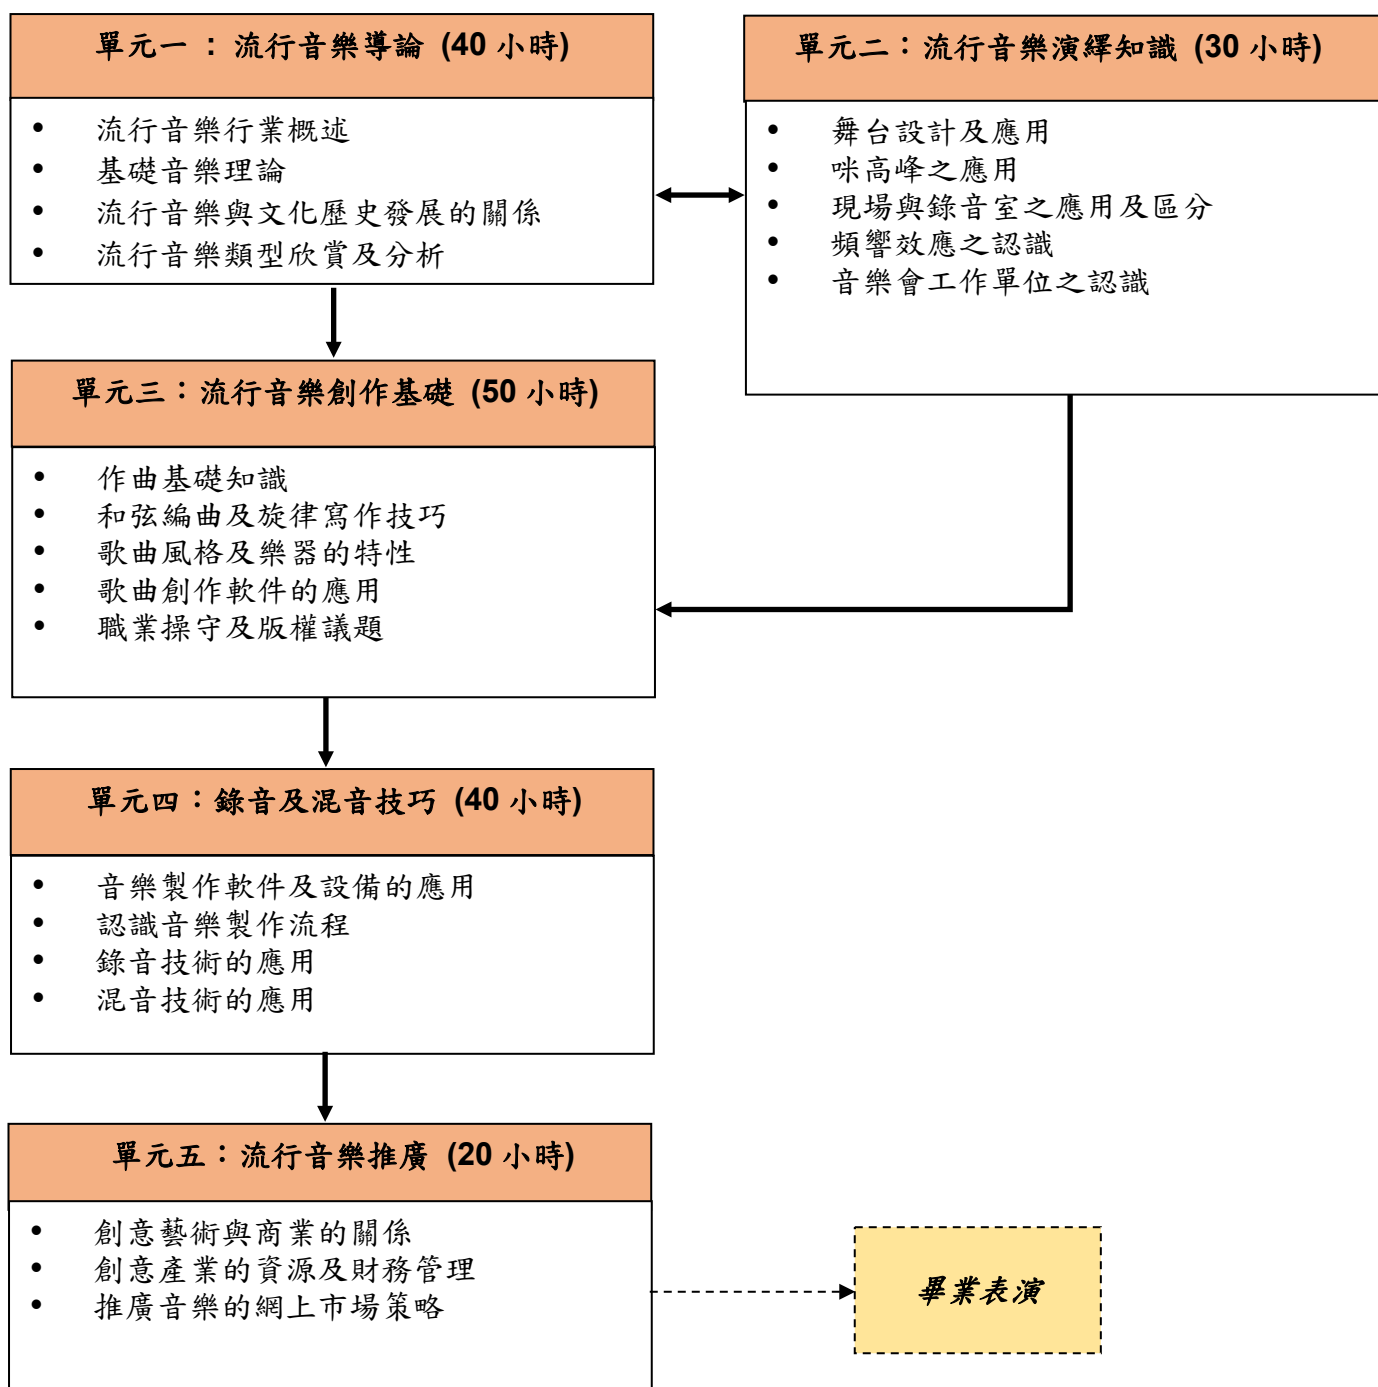 單元一 : 流行音樂導論 (40 小時)
• 流行音樂行業概述
• 基礎音樂理論
• 流行音樂與文化歷史發展的關係
• 流行音樂類型欣賞及分析
單元二：流行音樂演繹知識 (30 小時)
• 舞台設計及應用
• 咪高峰之應用
• 現場與錄音室之應用及區分
• 頻響效應之認識
• 音樂會工作單位之認識
單元三：流行音樂創作基礎 (50 小時)
• 作曲基礎知識
• 和弦編曲及旋律寫作技巧
• 歌曲風格及樂器的特性
• 歌曲創作軟件的應用
• 職業操守及版權議題
單元四：錄音及混音技巧 (40 小時)
• 音樂製作軟件及設備的應用
• 認識音樂製作流程
• 錄音技術的應用
• 混音技術的應用
單元五：流行音樂推廣 (20 小時)
• 創意藝術與商業的關係
• 創意產業的資源及財務管理
• 推廣音樂的網上市場策略
畢業表演